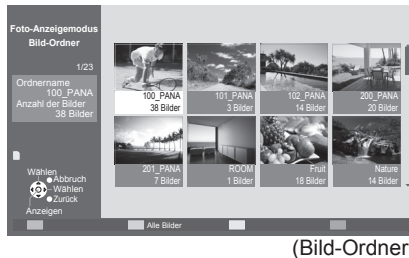 Foto-Anzeigemodus
Bild-Ordner
1/23
Ordnername
100_PANA
Anzahl der Bilder
38 Bilder
Wählen
Abbruch
Wählen
Zurück
Anzeigen
100_PANA
38 Bilder
101_PANA
3 Bilder
102_PANA
14 Bilder
200_PANA
20 Bilder
201_PANA
7 Bilder
ROOM
1 Bilder
Fruit
18 Bilder
Nature
14 Bilder
Alle Bilder
(Bild-Ordner